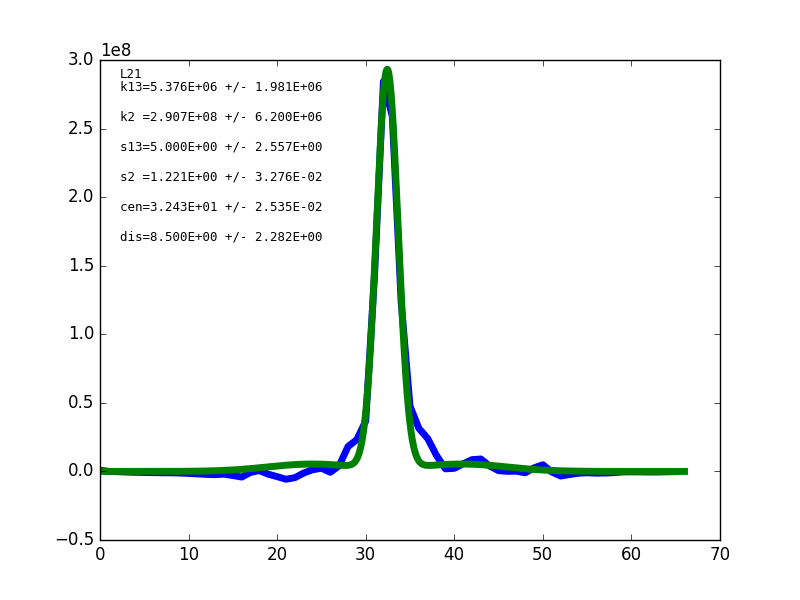 1e8
3.0
2.5
2.0
1.5
1.0
0.5
0.0
−0.5
L21
k13=5.376E+06 +/- 1.981E+06
k2 =2.907E+08 +/- 6.200E+06
s13=5.000E+00 +/- 2.557E+00
s2 =1.221E+00 +/- 3.276E-02
cen=3.243E+01 +/- 2.535E-02
dis=8.500E+00 +/- 2.282E+00
0 10 20 30 40 50 60 70